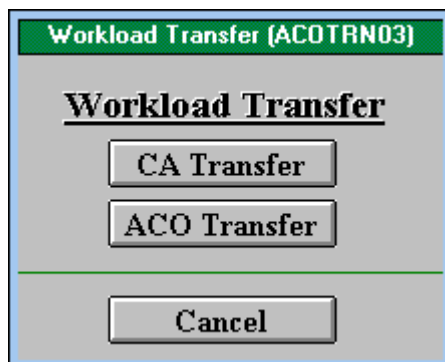 Workload Transfer (ACOTRN03)
Workload Transfer
CA Transfer
ACO Transfer
Cancel